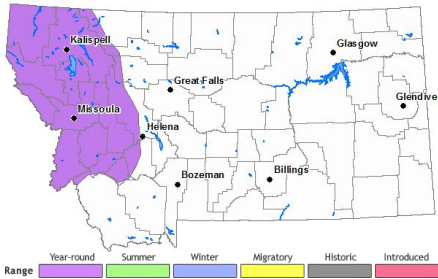 Kalispell
Glasgow
Great Falls
Glendive
Missoula
Helena
Billings
Bozeman
Range Year-round Summer Winter Migratory Historic Introduced